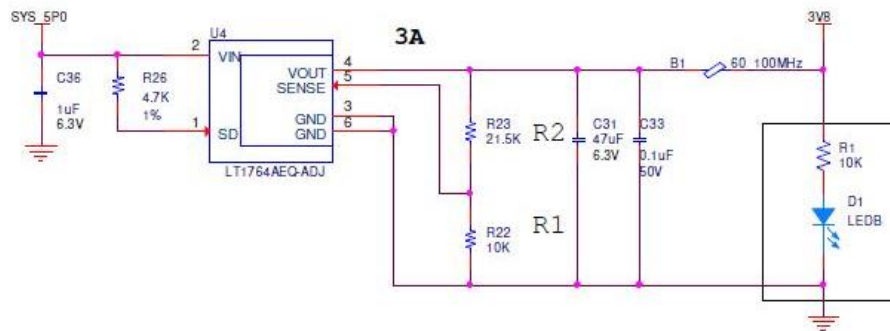 SYS_5P0
U4
3A
3V8
2
VIN
4
VOUT
5
SENSE
B1
60 100MHz
C36
1uF
6.3V
R26
4.7K
1%
1
SD
3
GND
6
GND
LT1764AEQ-ADJ
R23
21.5K
R2
C31
47uF
6.3V
C33
0.1uF
50V
R1
10K
D1
LEDB
R22
10K
R1